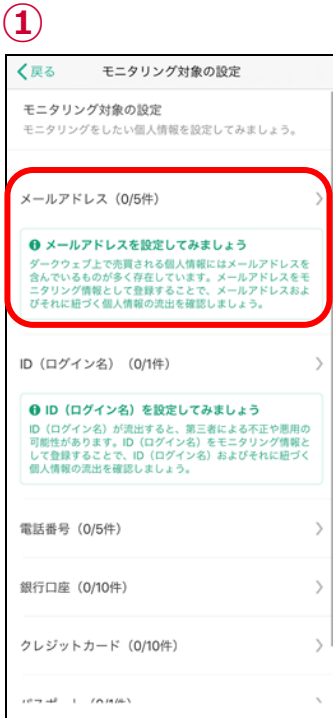 ①
戻る モニタリング対象の設定
モニタリング対象の設定
モニタリングをしたい個人情報を設定してみましょう。
メールアドレス（0/5件）
メールアドレスを設定してみましょう
ダークウェブ上で売買される個人情報にはメールアドレスを
含んでいるものが多く存在しています。メールアドレスをモ
ニタリング情報として登録することで、メールアドレスおよ
びそれに紐づく個人情報の流出を確認しましょう。
ID（ログイン名）（0/1件）
ID（ログイン名）を設定してみましょう
ID（ログイン名）が流出すると、第三者による不正や悪用の
可能性があります。ID（ログイン名）をモニタリング情報と
して登録することで、ID（ログイン名）およびそれに紐づく
個人情報の流出を確認しましょう。
電話番号（0/5件）
銀行口座（0/10件）
クレジットカード（0/10件）